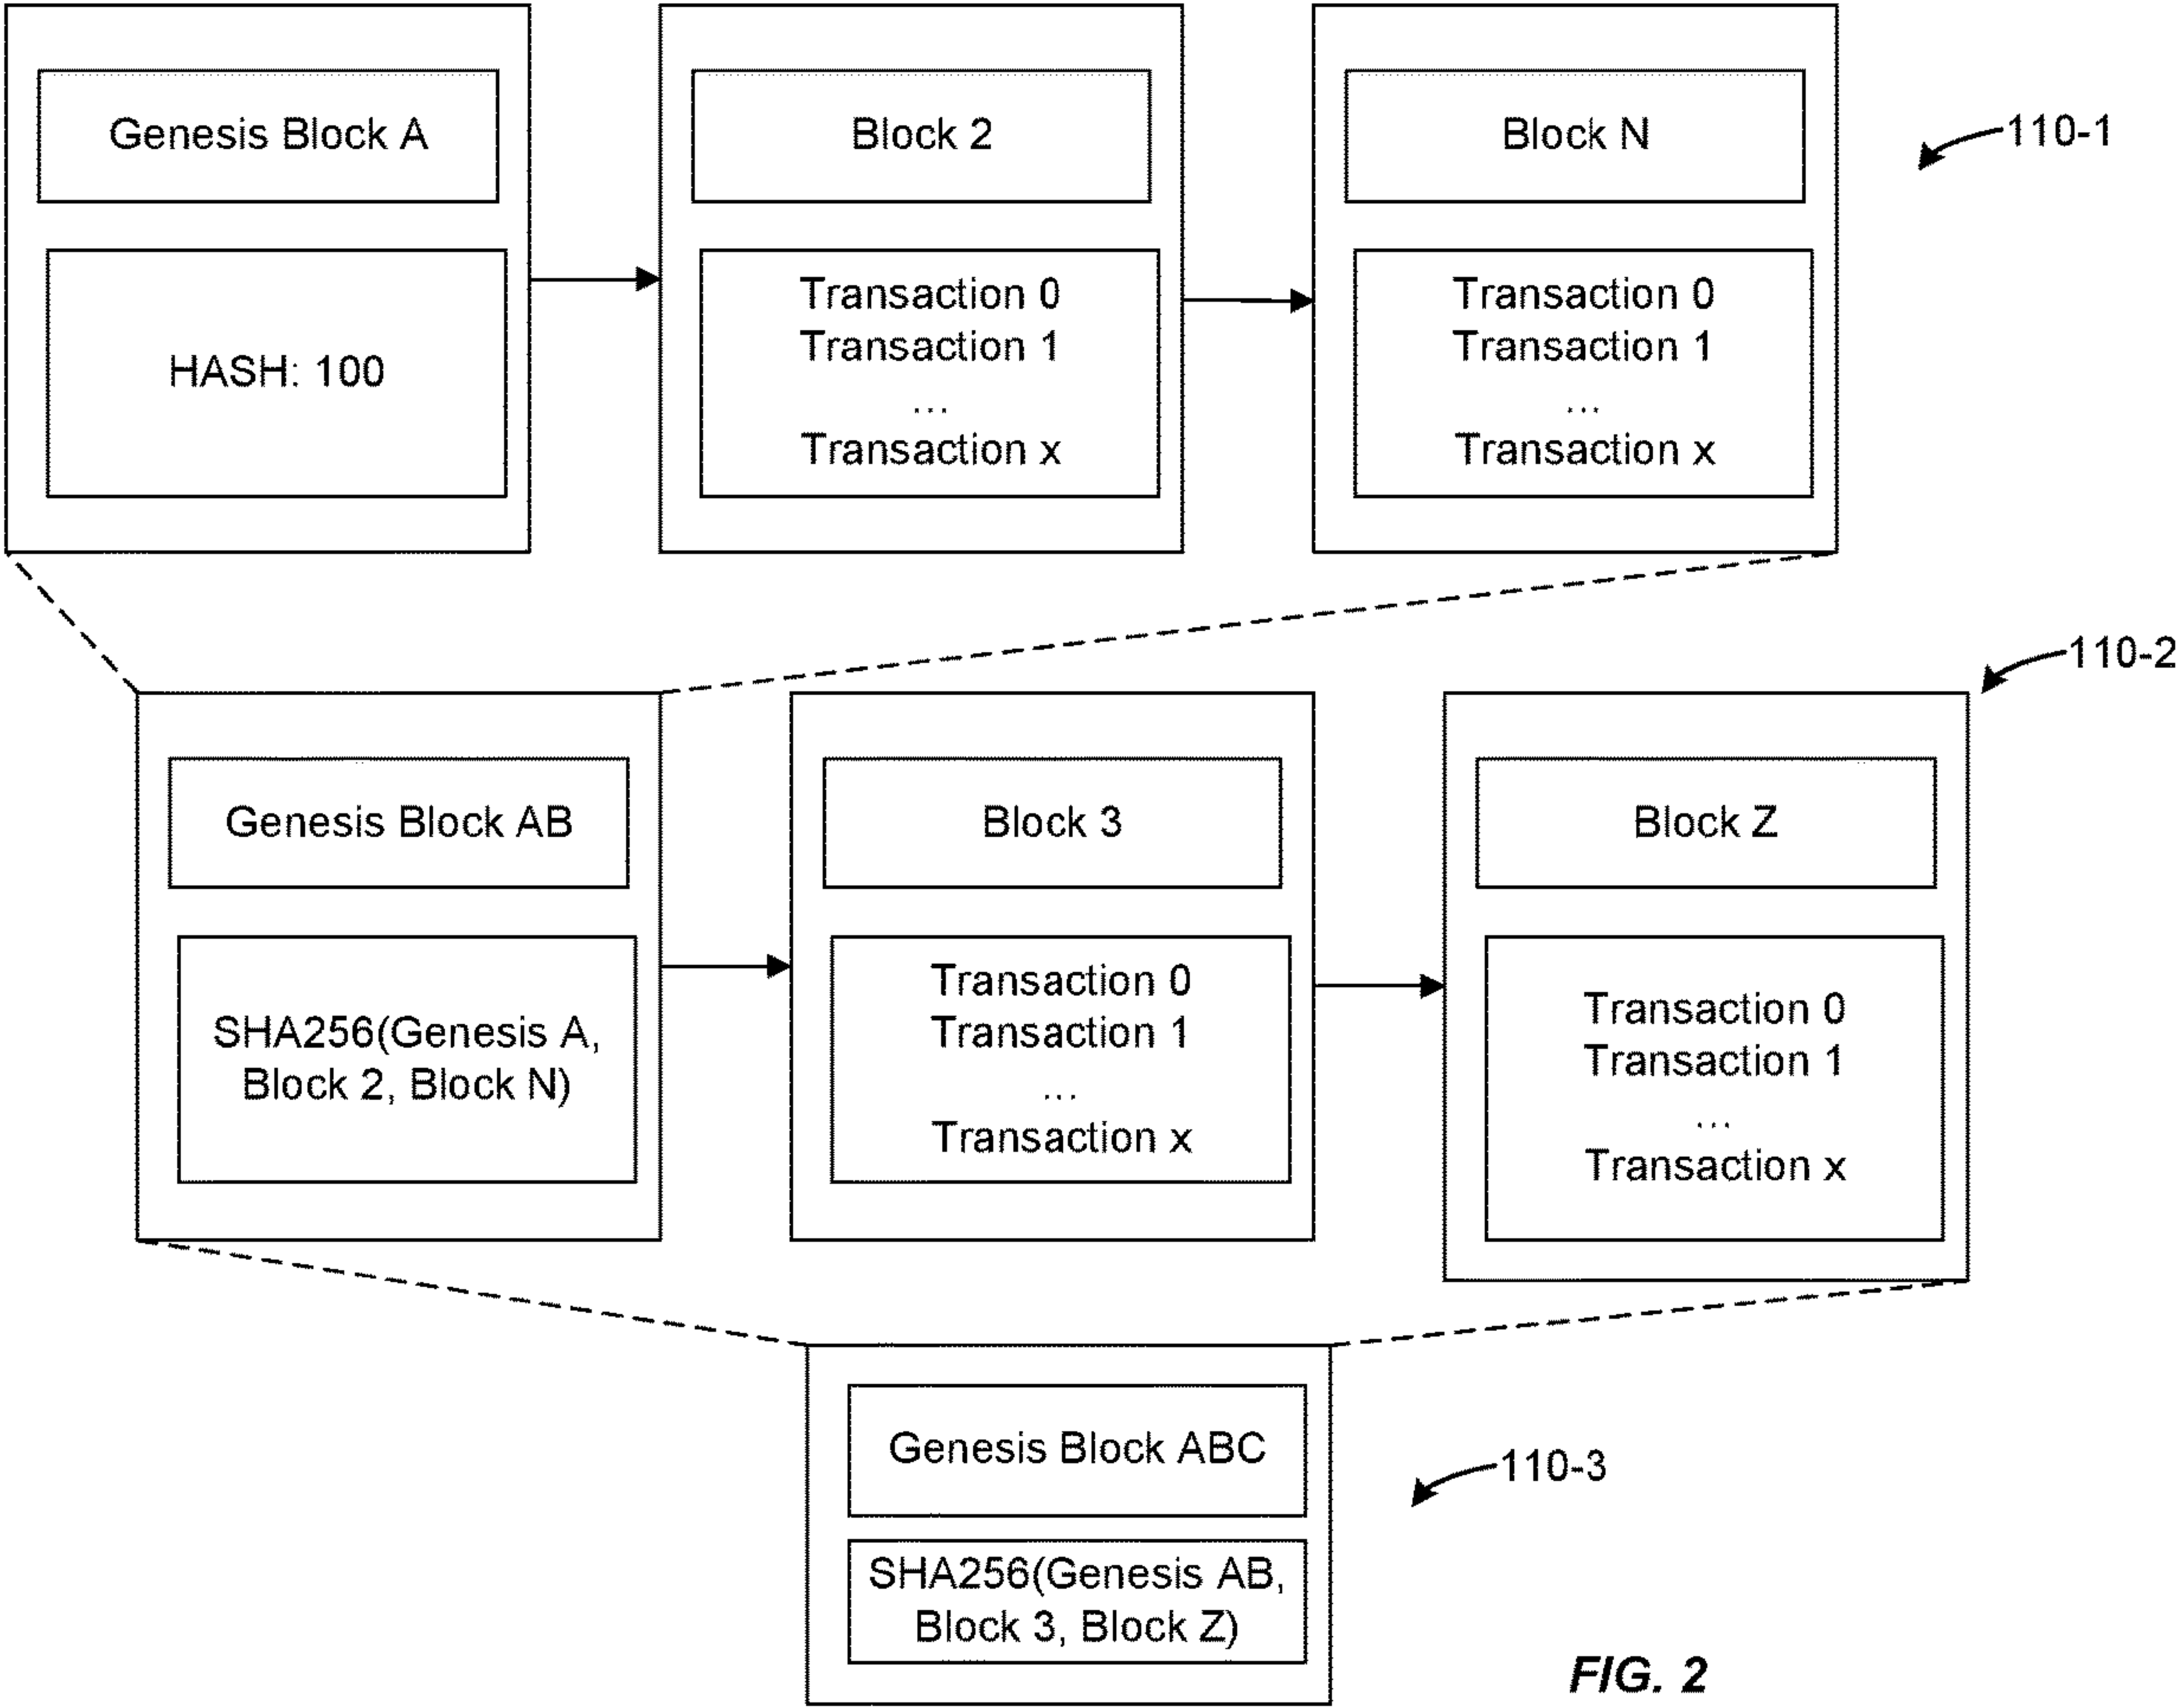 Genesis Block A
HASH: 100
Block 2
Transaction 0
Transaction 1
...
Transaction x
Block N
Transaction 0
Transaction 1
...
Transaction x
110-1
110-2
Genesis Block AB
SHA256(Genesis A,
Block 2, Block N)
Block 3
Transaction 0
Transaction 1
...
Transaction x
Block Z
Transaction 0
Transaction 1
...
Transaction x
Genesis Block ABC
SHA256(Genesis AB,
Block 3, Block Z)
110-3
FIG. 2